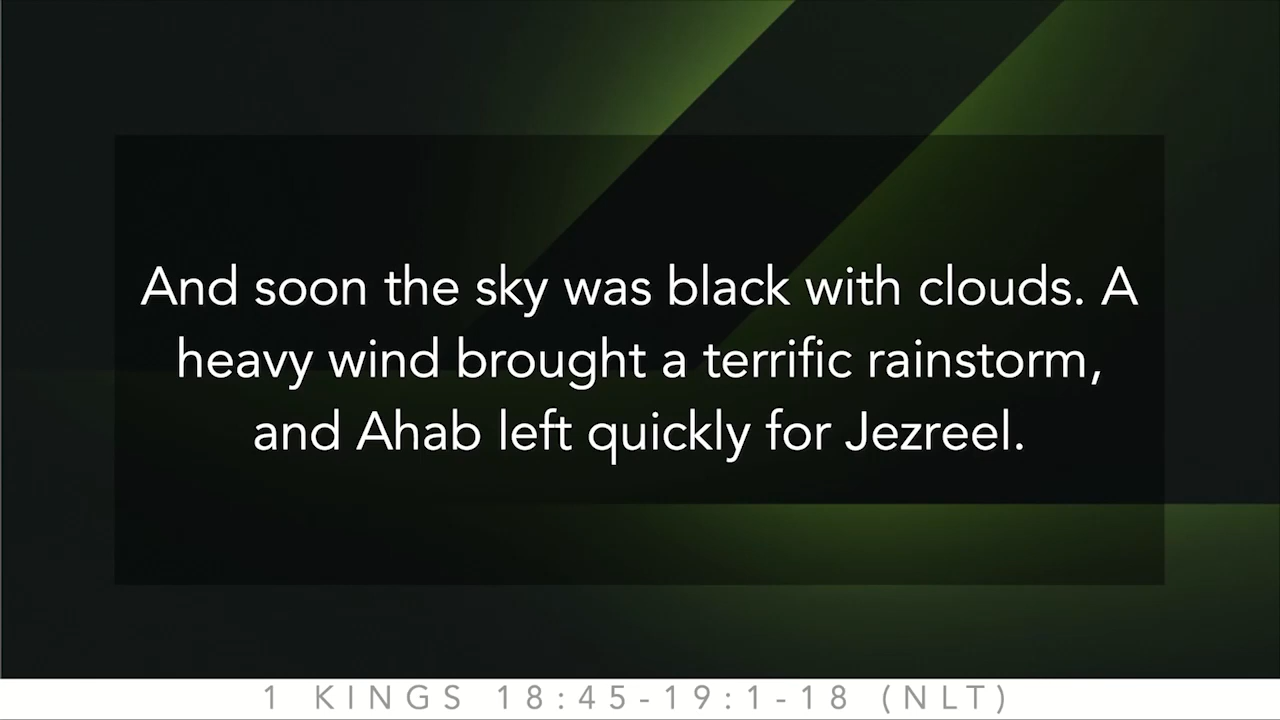 And soon the sky was black with clouds. A
heavy wind brought a terrific rainstorm,
and Ahab left quickly for Jezreel.
1 KINGS 18:45-19:1-18 (NLT)